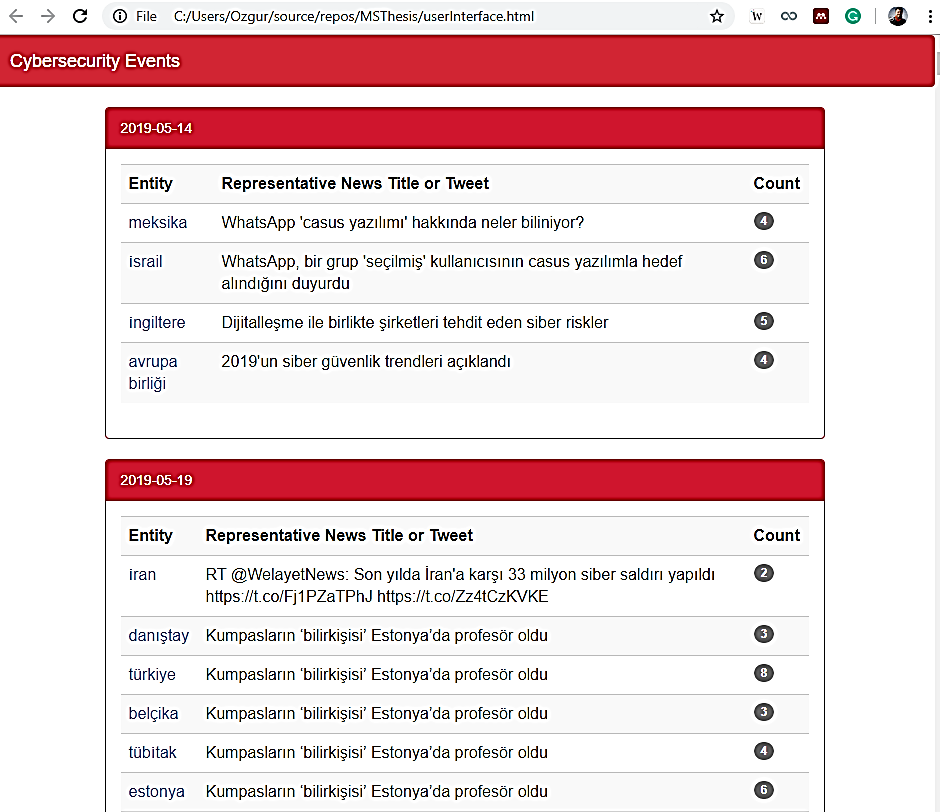 File C:/Users/Ozgur/source/repos/MSThesis/userInterface.html
Cybersecurity Events
2019-05-14
Entity Representative News Title or Tweet Count
meksika WhatsApp 'casus yazılımı' hakkında neler biliniyor? 4
israil WhatsApp, bir grup 'seçilmiş' kullanıcısının casus yazılımla hedef 6
alındığını duyurdu
ingiltere Dijitalleşme ile birlikte şirketleri tehdit eden siber riskler 5
avrupa 2019'un siber güvenlik trendleri açıklandı 4
birliği
2019-05-19
Entity Representative News Title or Tweet Count
iran RT @WelayetNews: Son yılda İran'a karşı 33 milyon siber saldırı yapıldı 2
https://t.co/Fj1PZaTPhJ https://t.co/Zz4tCzKVKE
danıştay Kumpasların ‘bilirkişisi’ Estonya’da profesör oldu 3
türkiye Kumpasların ‘bilirkişisi’ Estonya’da profesör oldu 8
belçika Kumpasların ‘bilirkişisi’ Estonya’da profesör oldu 3
tübitak Kumpasların ‘bilirkişisi’ Estonya’da profesör oldu 4
estonya Kumpasların ‘bilirkişisi’ Estonya’da profesör oldu 6